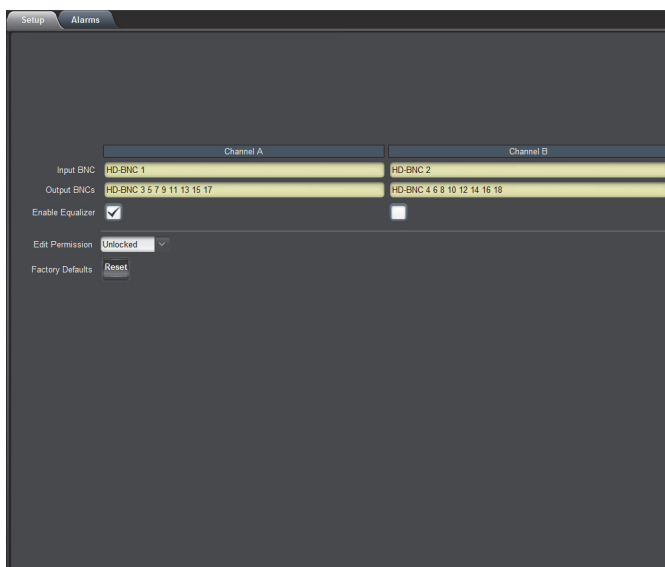 Setup Alarms
Channel A Channel B
Input BNC HD-BNC 1 HD-BNC 2
Output BNCs HD-BNC 3 5 7 9 11 13 15 17 HD-BNC 4 6 8 10 12 14 16 18
Enable Equalizer
Edit Permission Unlocked
Factory Defaults Reset